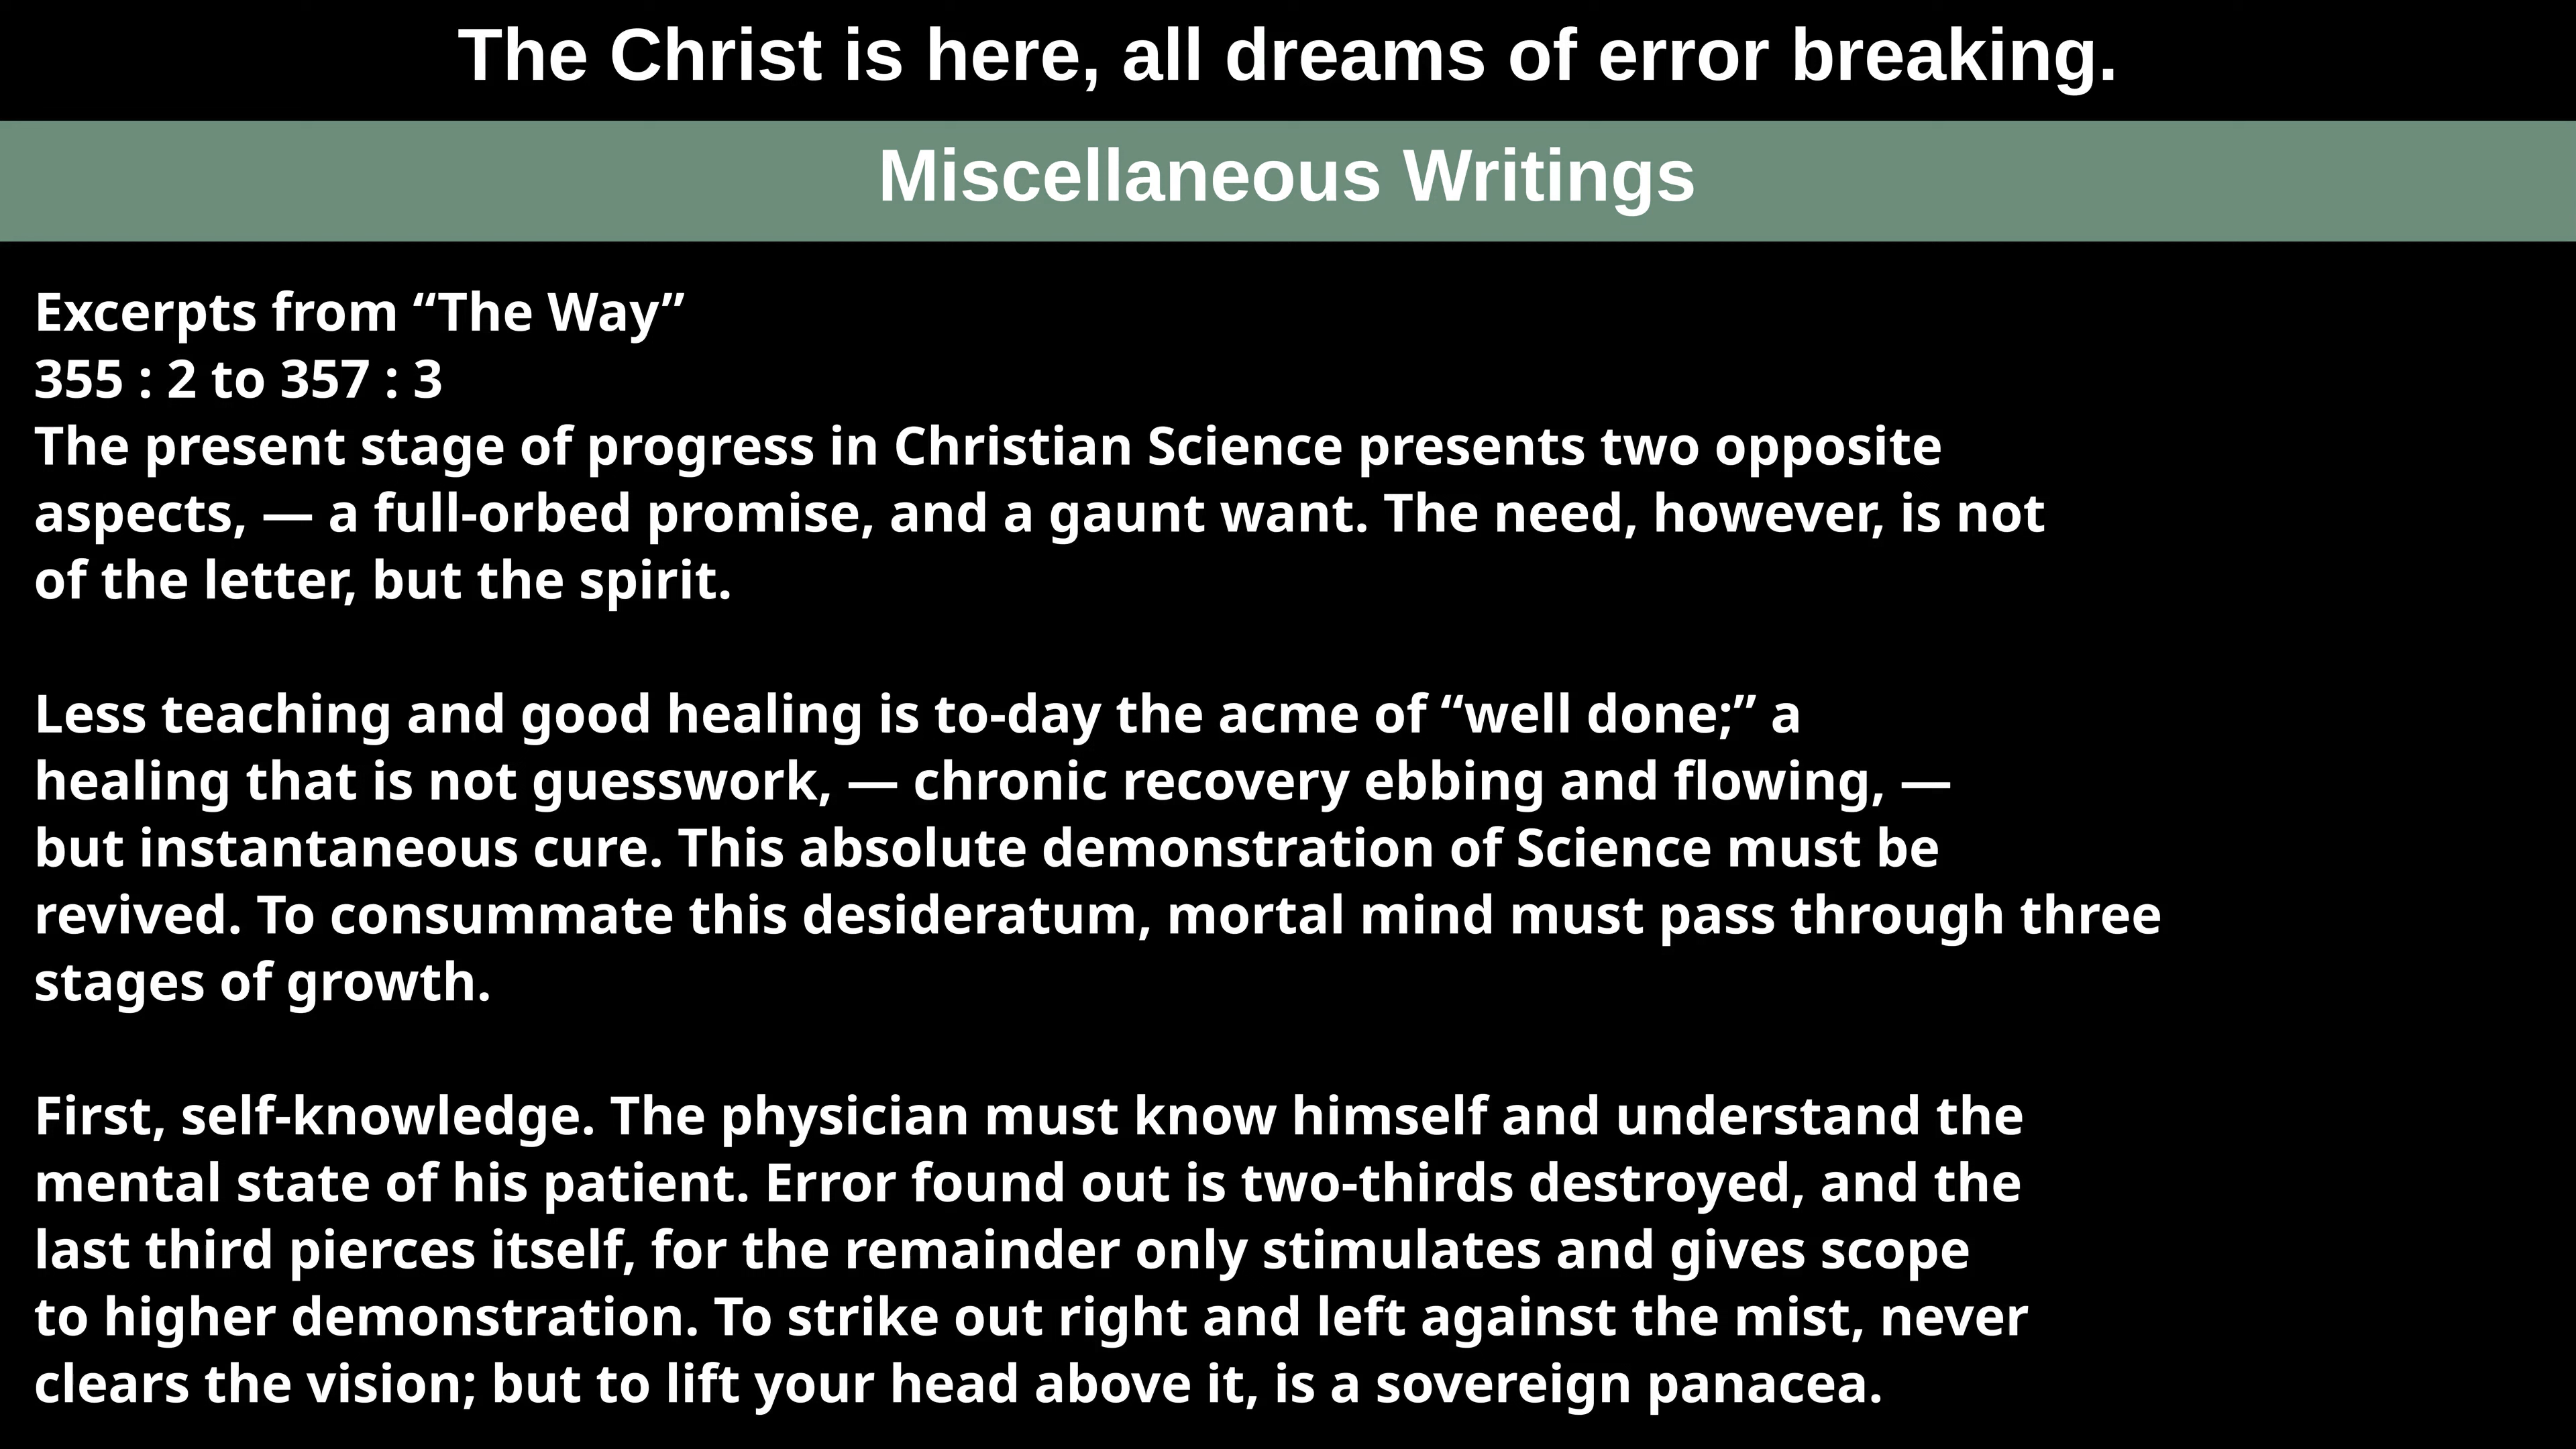 The Christ is here, all dreams of error breaking.
Miscellaneous Writings
Excerpts from “The Way”
355 : 2 to 357 : 3
The present stage of progress in Christian Science presents two opposite
aspects, — a full-orbed promise, and a gaunt want. The need, however, is not
of the letter, but the spirit.
Less teaching and good healing is to-day the acme of “well done;” a
healing that is not guesswork, — chronic recovery ebbing and flowing, —
but instantaneous cure. This absolute demonstration of Science must be
revived. To consummate this desideratum, mortal mind must pass through three
stages of growth.
First, self-knowledge. The physician must know himself and understand the
mental state of his patient. Error found out is two-thirds destroyed, and the
last third pierces itself, for the remainder only stimulates and gives scope
to higher demonstration. To strike out right and left against the mist, never
clears the vision; but to lift your head above it, is a sovereign panacea.